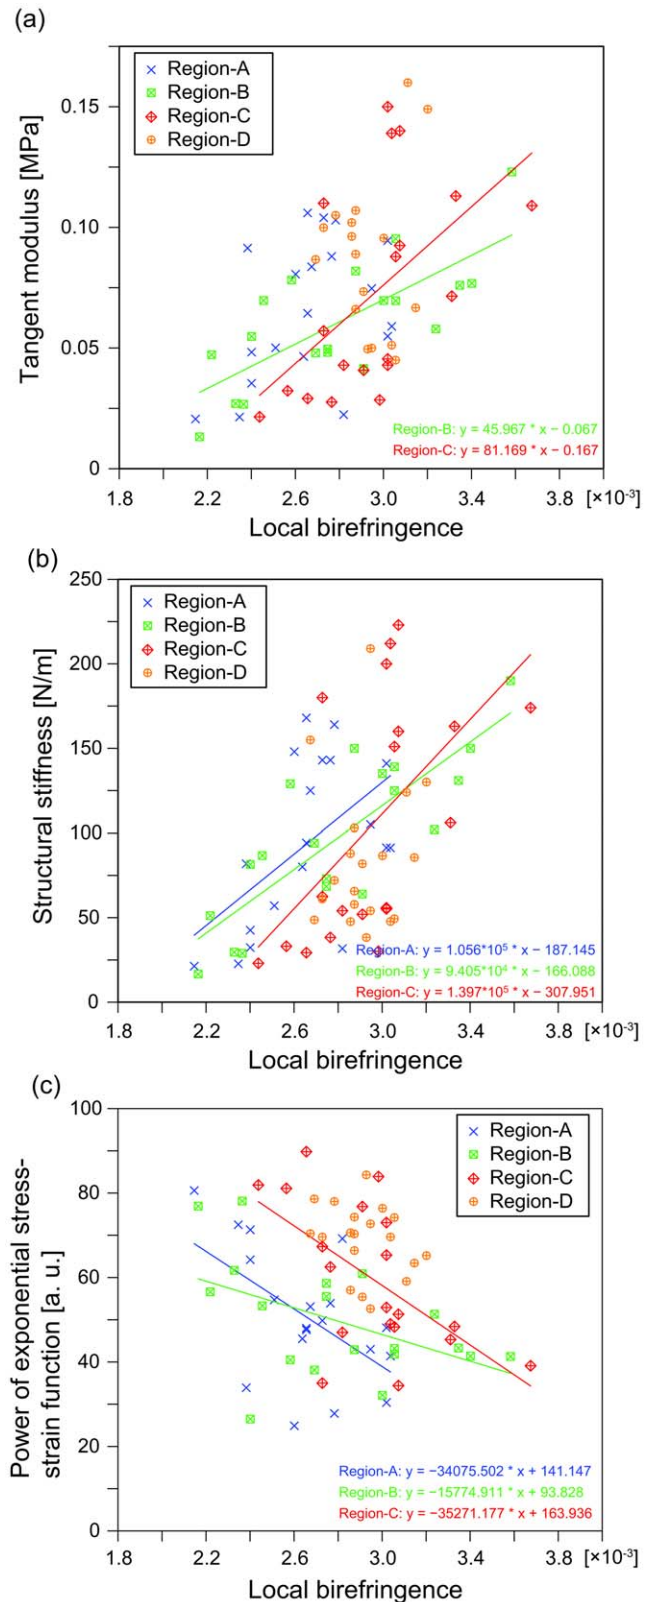 (a)
Region-A
Region-B
Region-C
Region-D
Tangent modulus [MPa]
0.15
0.10
0.05
0
Region-B: y = 45.967 * x − 0.067
Region-C: y = 81.169 * x − 0.167
1.8 2.2 2.6 3.0 3.4 3.8 [×10⁻³]
Local birefringence
(b)
Region-A
Region-B
Region-C
Region-D
Structural stiffness [N/m]
250
200
150
100
50
0
Region-A: y = 1.056*10⁵ * x − 187.145
Region-B: y = 9.405*10⁴ * x − 166.088
Region-C: y = 1.397*10⁵ * x − 307.951
1.8 2.2 2.6 3.0 3.4 3.8 [×10⁻³]
Local birefringence
(c)
Region-A
Region-B
Region-C
Region-D
Power of exponential stress-
strain function [a. u.]
100
80
60
40
20
0
Region-A: y = −34075.502 * x + 141.147
Region-B: y = −15774.911 * x + 93.828
Region-C: y = −35271.177 * x + 163.936
1.8 2.2 2.6 3.0 3.4 3.8 [×10⁻³]
Local birefringence